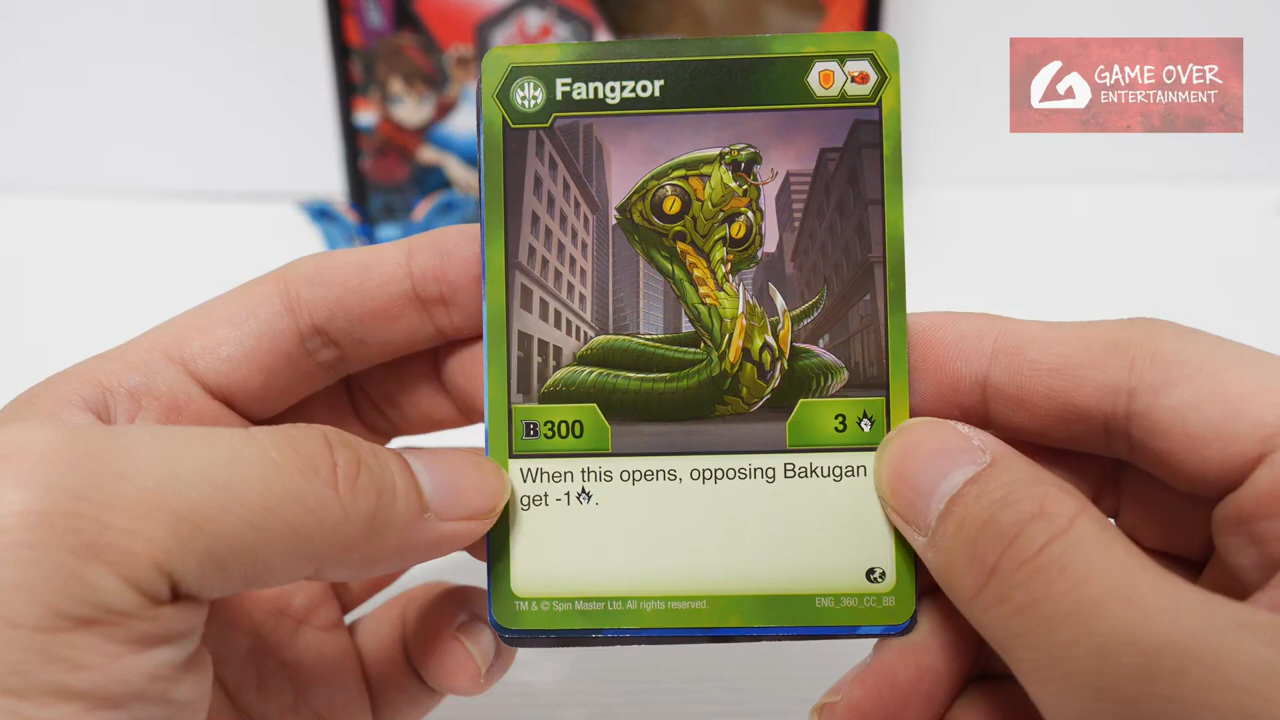 GAME OVER
ENTERTAINMENT
Fangzor
B300
3
When this opens, opposing Bakugan
get -1.
TM & © Spin Master Ltd. All rights reserved.
ENG_360_CC_BB